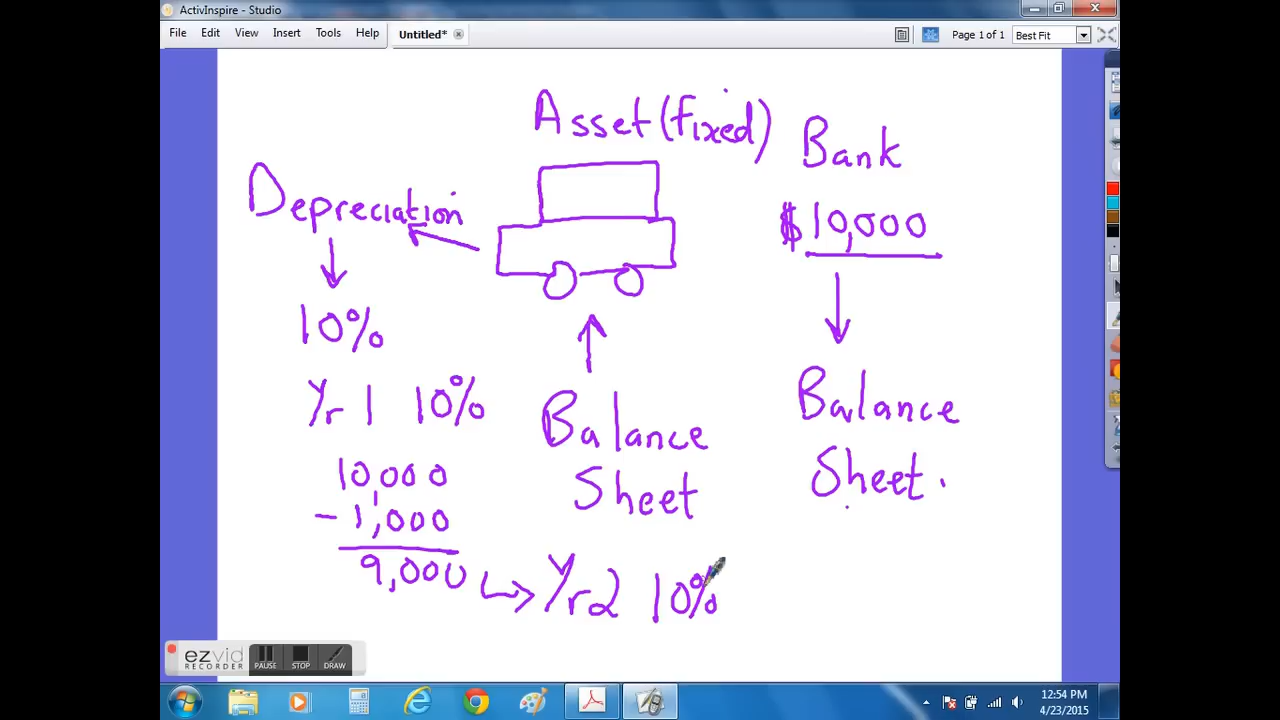 ActivInspire - Studio
File Edit View Insert Tools Help Untitled* Page 1 of 1 Best Fit
Asset (Fixed)
Bank
$10,000
Depreciation
10%
Yr 1 10%
10,000
- 1,000
9,000
Balance
Sheet
Balance
Sheet.
Yr2 10%
ezvid
RECORDER
PAUSE STOP DRAW
12:54 PM
4/23/2015